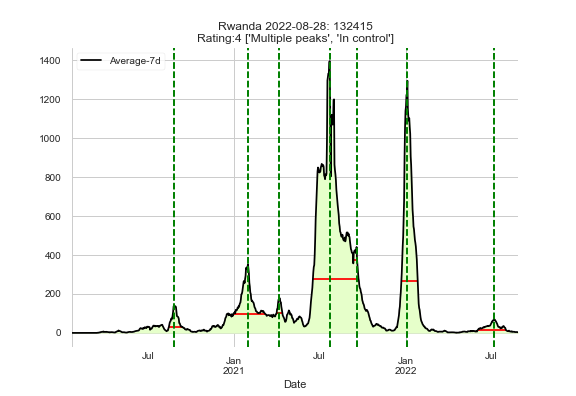 Rwanda 2022-08-28: 132415
Rating:4 ['Multiple peaks', 'In control']
Average-7d
1400
1200
1000
800
600
400
200
0
Jul
Jan
2021
Jul
Jan
2022
Jul
Date